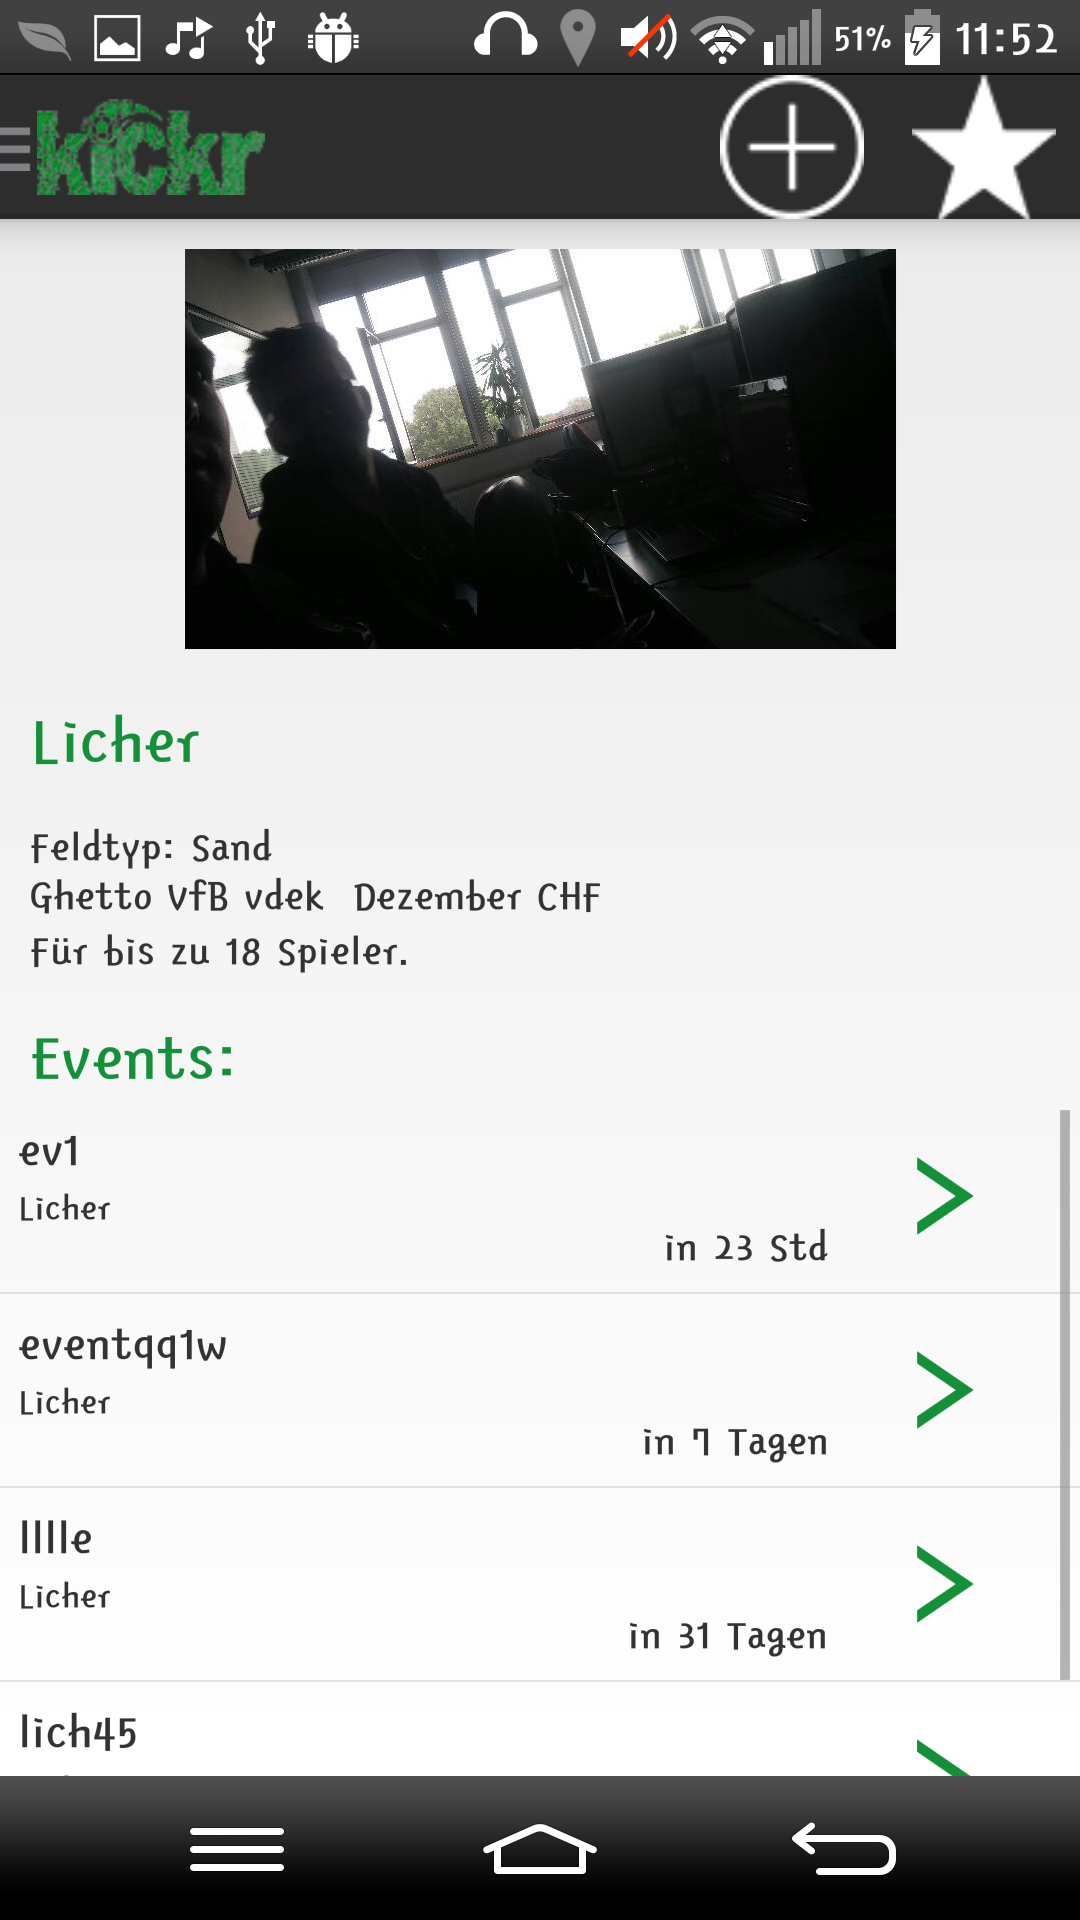 51% 11:52
kickr
Licher
Feldtyp: Sand
Ghetto VfB vdek Dezember CHF
Für bis zu 18 Spieler.
Events:
ev1
Licher
in 23 Std
eventqq1w
Licher
in 7 Tagen
lllle
Licher
in 31 Tagen
lich45